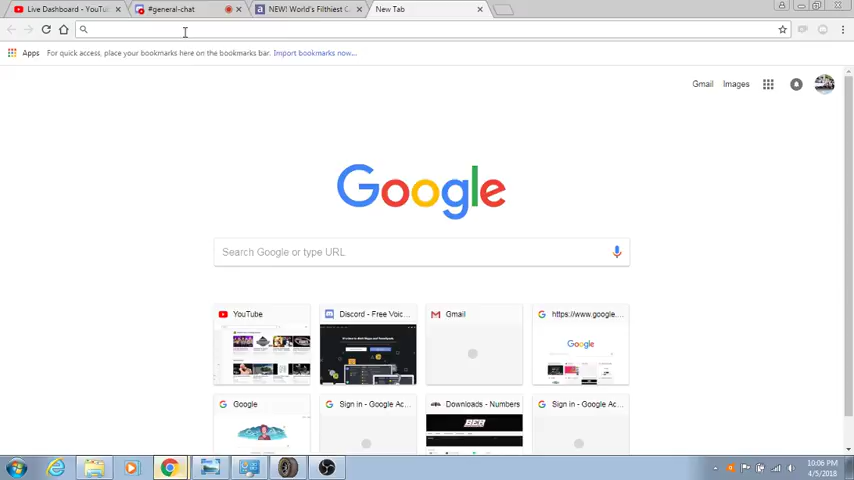 Live Dashboard - YouTu
#general-chat
NEW! World's Filthiest C
New Tab
Apps
For quick access, place your bookmarks here on the bookmarks bar. Import bookmarks now...
Gmail
Images
Google
Search Google or type URL
YouTube
Discord - Free Voic...
Gmail
https://www.google....
Google
Google
Sign in - Google Ac...
Downloads - Numbers
Sign in - Google Ac...
BER
10:06 PM
4/5/2018